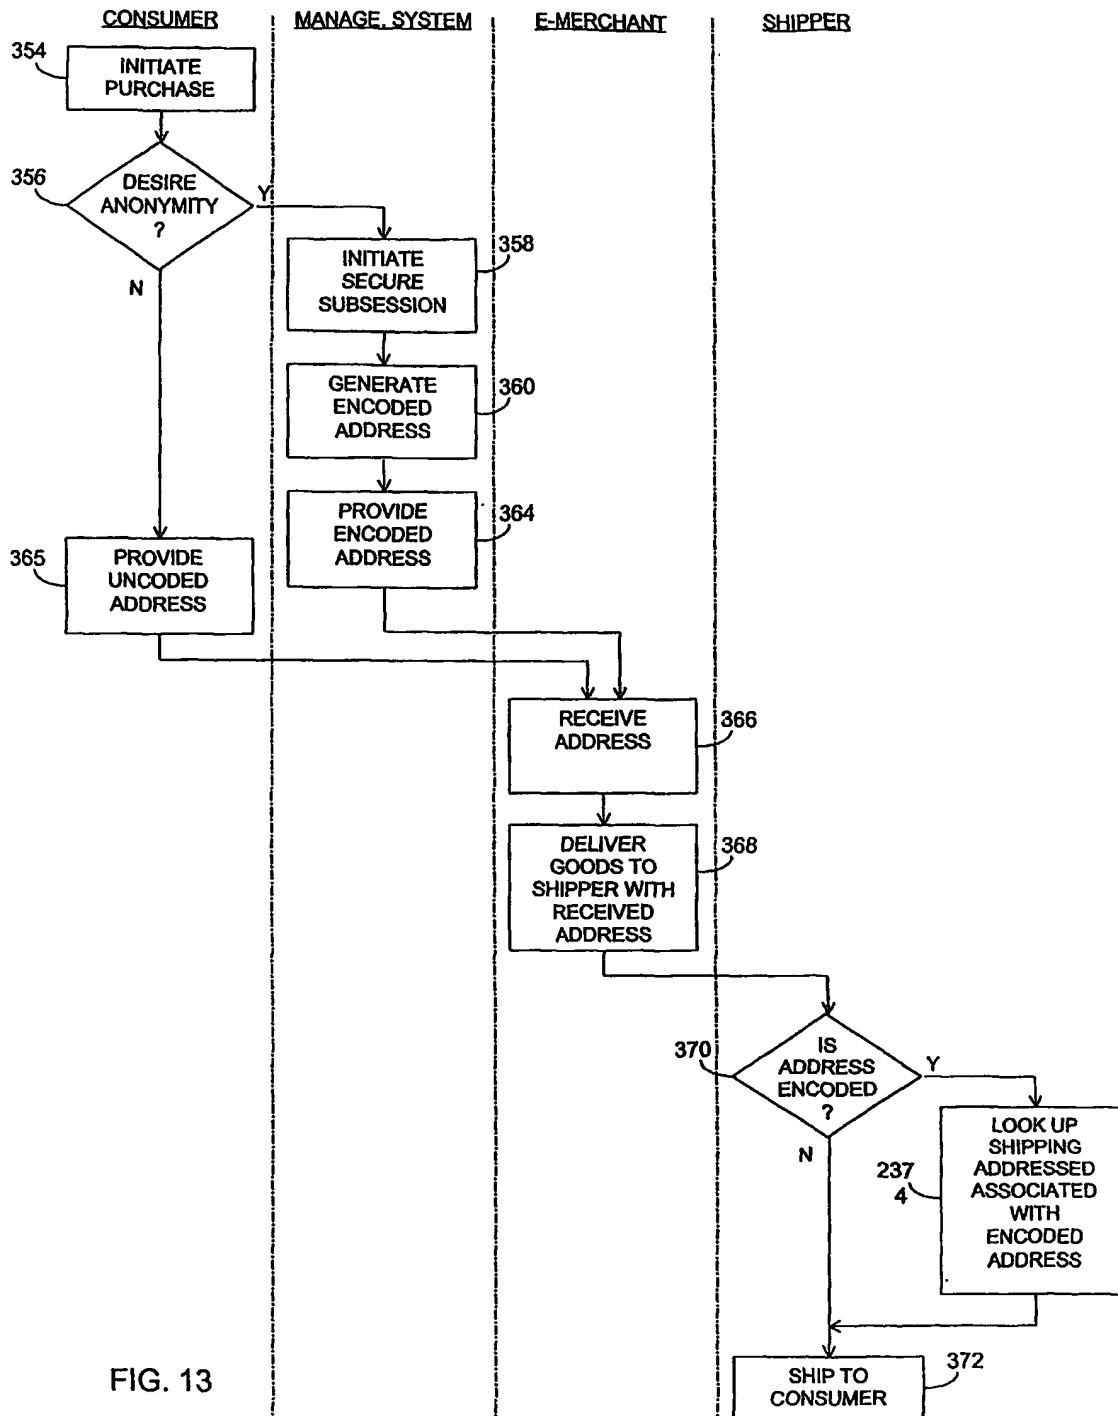 CONSUMER
MANAGE. SYSTEM
E-MERCHANT
SHIPPER
354
INITIATE
PURCHASE
356
DESIRE
ANONYMITY
?
Y
N
358
INITIATE
SECURE
SUBSESSION
360
GENERATE
ENCODED
ADDRESS
364
PROVIDE
ENCODED
ADDRESS
365
PROVIDE
UNCODED
ADDRESS
RECEIVE
ADDRESS
366
DELIVER
GOODS TO
SHIPPER WITH
RECEIVED
ADDRESS
368
370
IS
ADDRESS
ENCODED
?
Y
N
LOOK UP
SHIPPING
ADDRESSED
ASSOCIATED
WITH
ENCODED
ADDRESS
237
4
SHIP TO
CONSUMER
372
FIG. 13